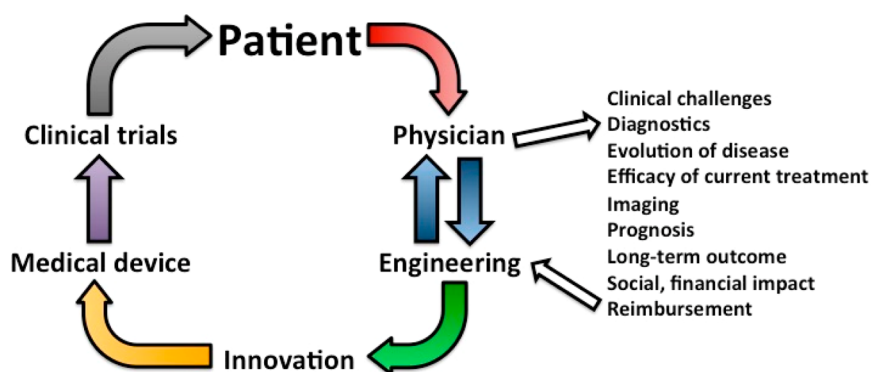 Patient
Clinical trials
Physician
Medical device
Engineering
Innovation
Clinical challenges
Diagnostics
Evolution of disease
Efficacy of current treatment
Imaging
Prognosis
Long-term outcome
Social, financial impact
Reimbursement